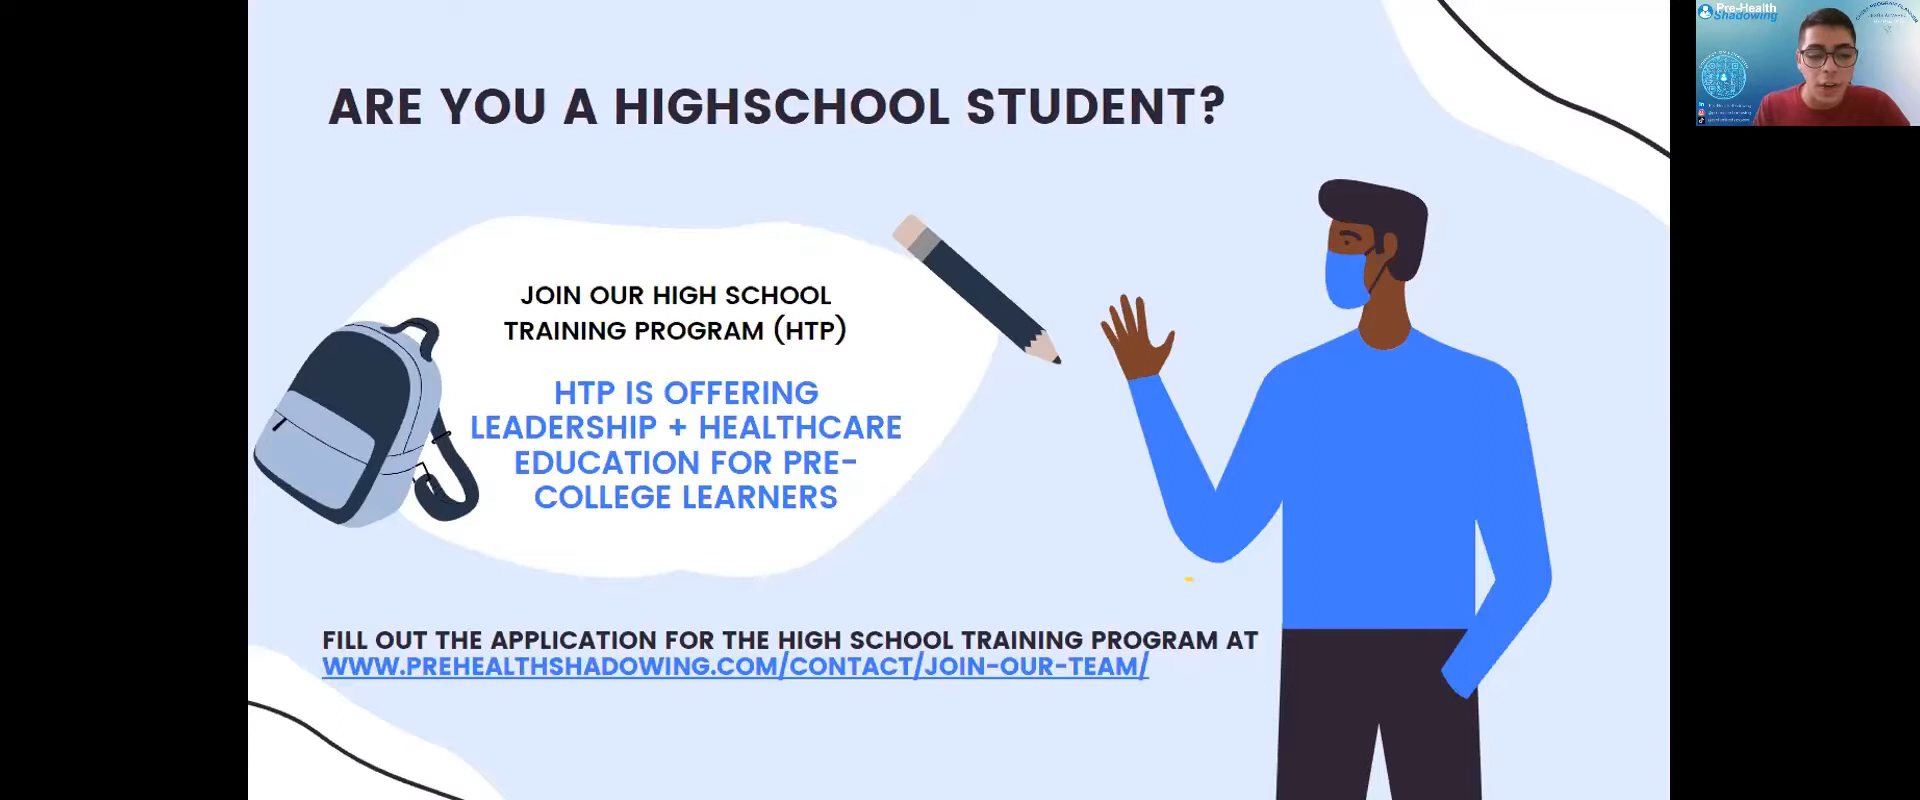 ARE YOU A HIGHSCHOOL STUDENT?
JOIN OUR HIGH SCHOOL
TRAINING PROGRAM (HTP)
HTP IS OFFERING
LEADERSHIP + HEALTHCARE
EDUCATION FOR PRE-
COLLEGE LEARNERS
FILL OUT THE APPLICATION FOR THE HIGH SCHOOL TRAINING PROGRAM AT
WWW.PREHEALTHSHADOWING.COM/CONTACT/JOIN-OUR-TEAM/
Pre-Health
Shadowing